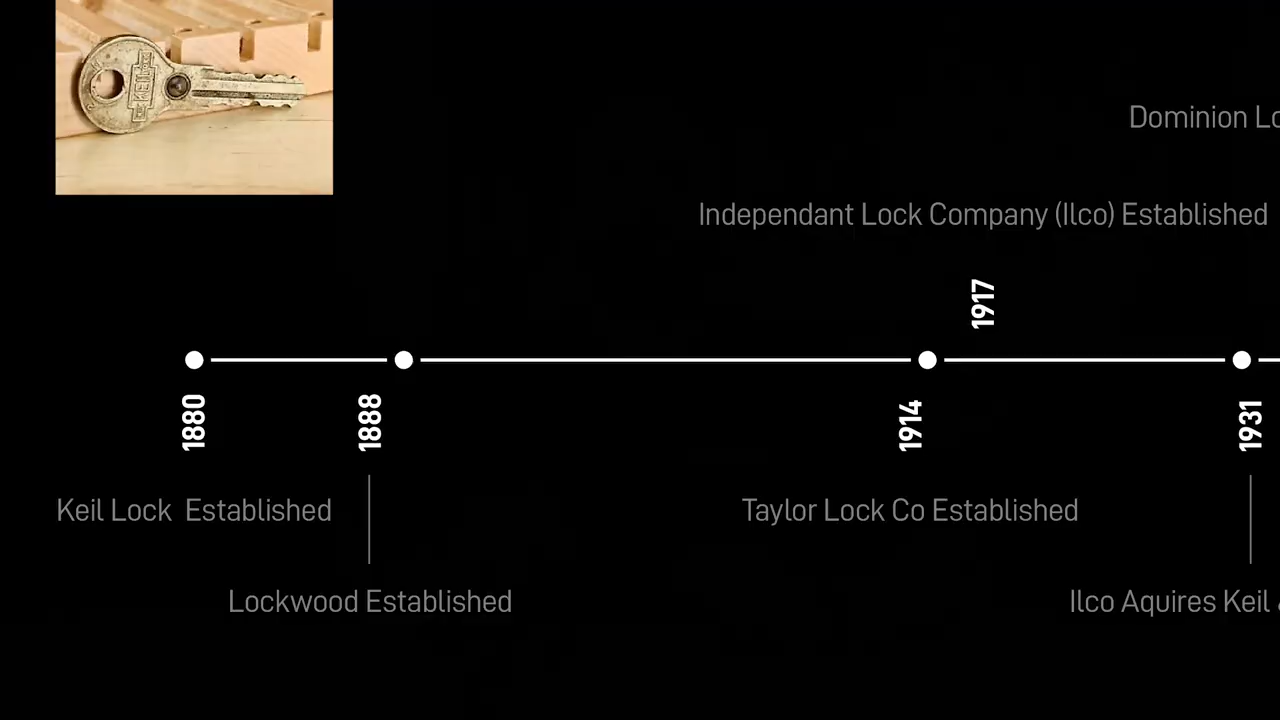 KEIL
Dominion
Independant Lock Company (Ilco) Established
1917
1880
1888
1914
1931
Keil Lock Established
Taylor Lock Co Established
Lockwood Established
Ilco Aquires Keil